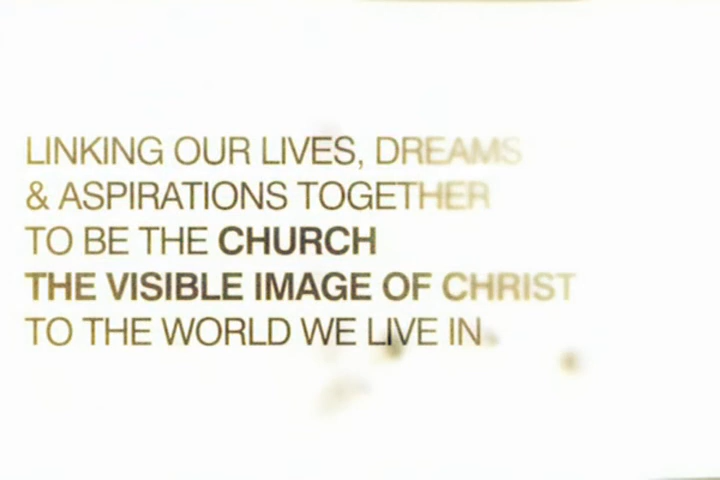 LINKING OUR LIVES, DREAMS
& ASPIRATIONS TOGETHER
TO BE THE CHURCH
THE VISIBLE IMAGE OF CHRIST
TO THE WORLD WE LIVE IN